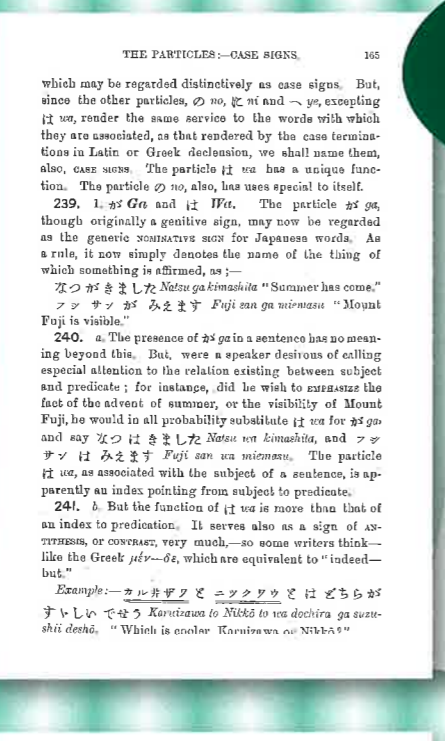 THE PARTICLES:—CASE SIGNS. 165
which may be regarded distinctively as case signs. But,
since the other particles, の no, に ni and へ ye, excepting
は wa, render the same service to the words with which
they are associated, as that rendered by the case termina-
tions in Latin or Greek declension, we shall name them,
also, CASE SIGNS. The particle は wa has a unique func-
tion. The particle の no, also, has uses special to itself.
239. 1. が Ga and は Wa. The particle が ga,
though originally a genitive sign, may now be regarded
as the generic NOMINATIVE SIGN for Japanese words. As
a rule, it now simply denotes the name of the thing of
which something is affirmed, as;—
なつ が きました Natsu ga kimashita "Summer has come."
フジ サン が みえます Fuji san ga miemasu "Mount
Fuji is visible."
240. a. The presence of が ga in a sentence has no mean-
ing beyond this. But, were a speaker desirous of calling
especial attention to the relation existing between subject
and predicate; for instance, did he wish to EMPHASIZE the
fact of the advent of summer, or the visibility of Mount
Fuji, he would in all probability substitute は wa for が ga,
and say なつ は きました Natsu wa kimashita, and フジ
サン は みえます Fuji san wa miemasu. The particle
は wa, as associated with the subject of a sentence, is ap-
parently an index pointing from subject to predicate.
241. b. But the function of は wa is more than that of
an index to predication. It serves also as a sign of AN-
TITHESIS, or CONTRAST, very much,—so some writers think—
like the Greek μέν—δε, which are equivalent to "indeed—
but."
Example:—カル井ザワ と ニックワウ と は どちら が
すゞしい でせう Karuizawa to Nikkō to wa dochira ga suzu-
shii deshō. "Which is cooler, Karuizawa or Nikkō?"